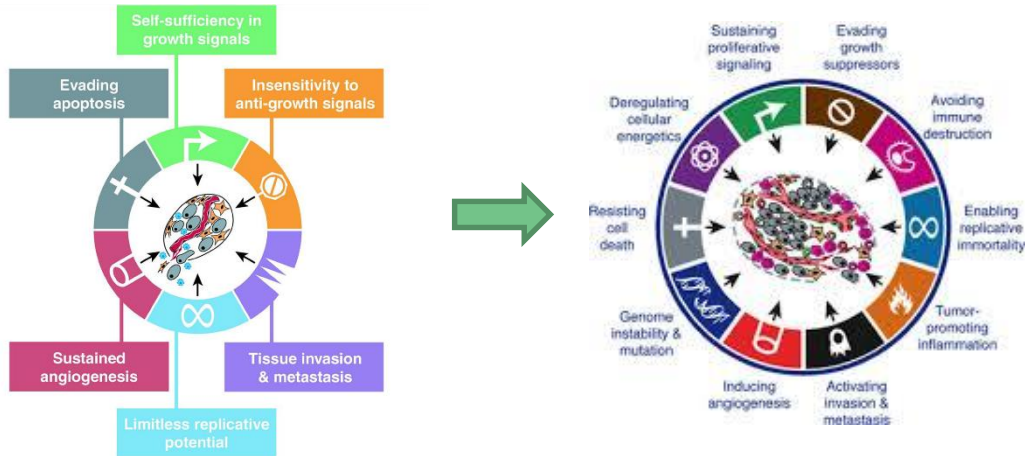 Self-sufficiency in
growth signals
Evading
apoptosis
Insensitivity to
anti-growth signals
Sustained
angiogenesis
Tissue invasion
& metastasis
Limitless replicative
potential
Sustaining
proliferative
signaling
Evading
growth
suppressors
Deregulating
cellular
energetics
Avoiding
immune
destruction
Resisting
cell
death
Enabling
replicative
immortality
Genome
instability &
mutation
Tumor-
promoting
inflammation
Inducing
angiogenesis
Activating
invasion &
metastasis